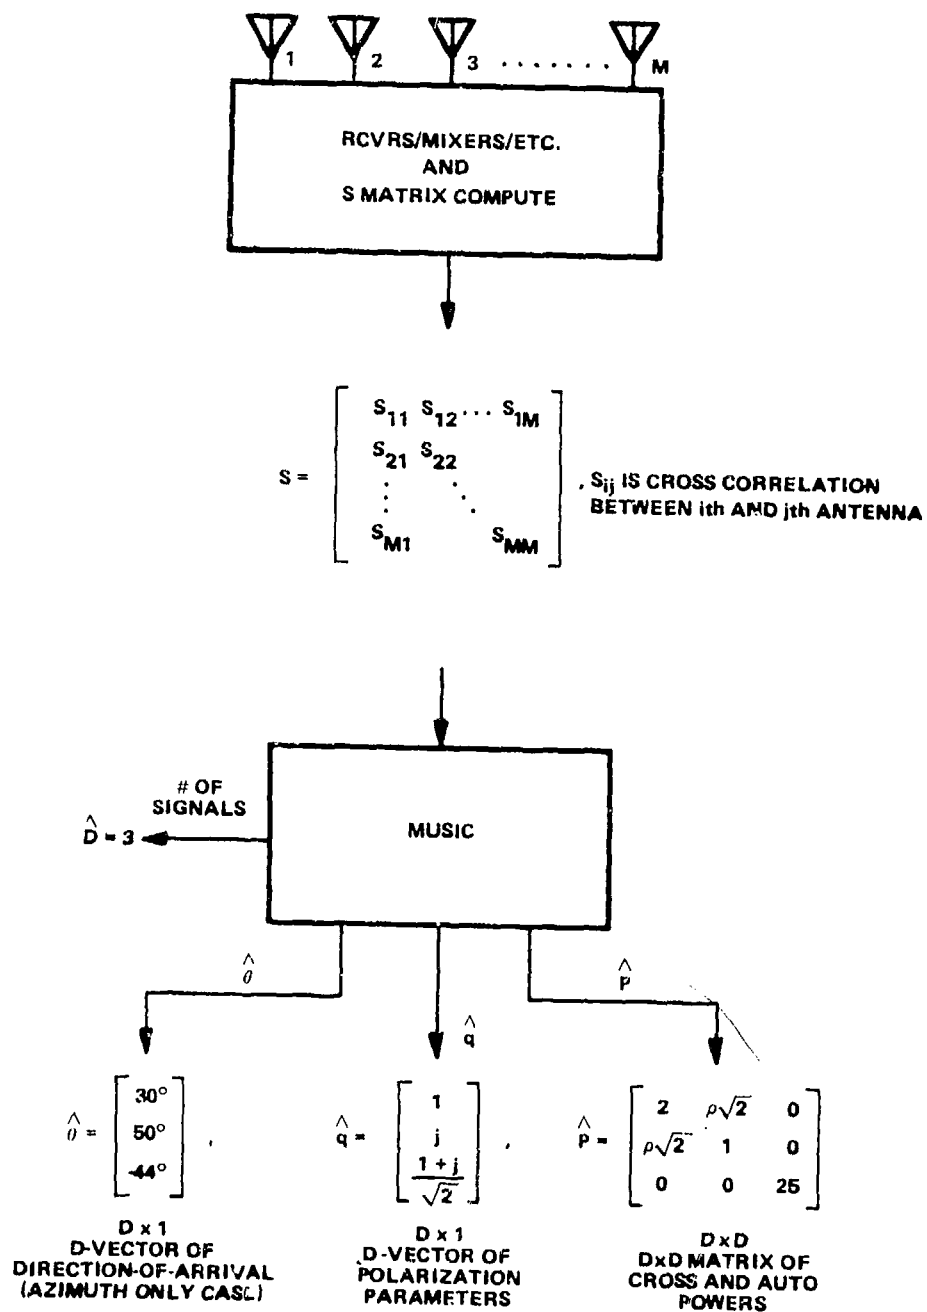 1 2 3 ....... M
RCVRS/MIXERS/ETC.
AND
S MATRIX COMPUTE
S = [ S11 S12 ··· S1M
S21 S22
⋮ ⋱
SM1 SMM ] , Sij IS CROSS CORRELATION
BETWEEN ith AND jth ANTENNA
# OF
SIGNALS
D̂ = 3
MUSIC
θ̂
q̂
P̂
θ̂ = [ 30°
50°
-44° ] ,
D x 1
D-VECTOR OF
DIRECTION-OF-ARRIVAL
(AZIMUTH ONLY CASE)
q̂ = [ 1
j
1 + j
√2 ] ,
D x 1
D-VECTOR OF
POLARIZATION
PARAMETERS
P̂ = [ 2 ρ√2 0
ρ√2 1 0
0 0 25 ]
DxD
DxD MATRIX OF
CROSS AND AUTO
POWERS